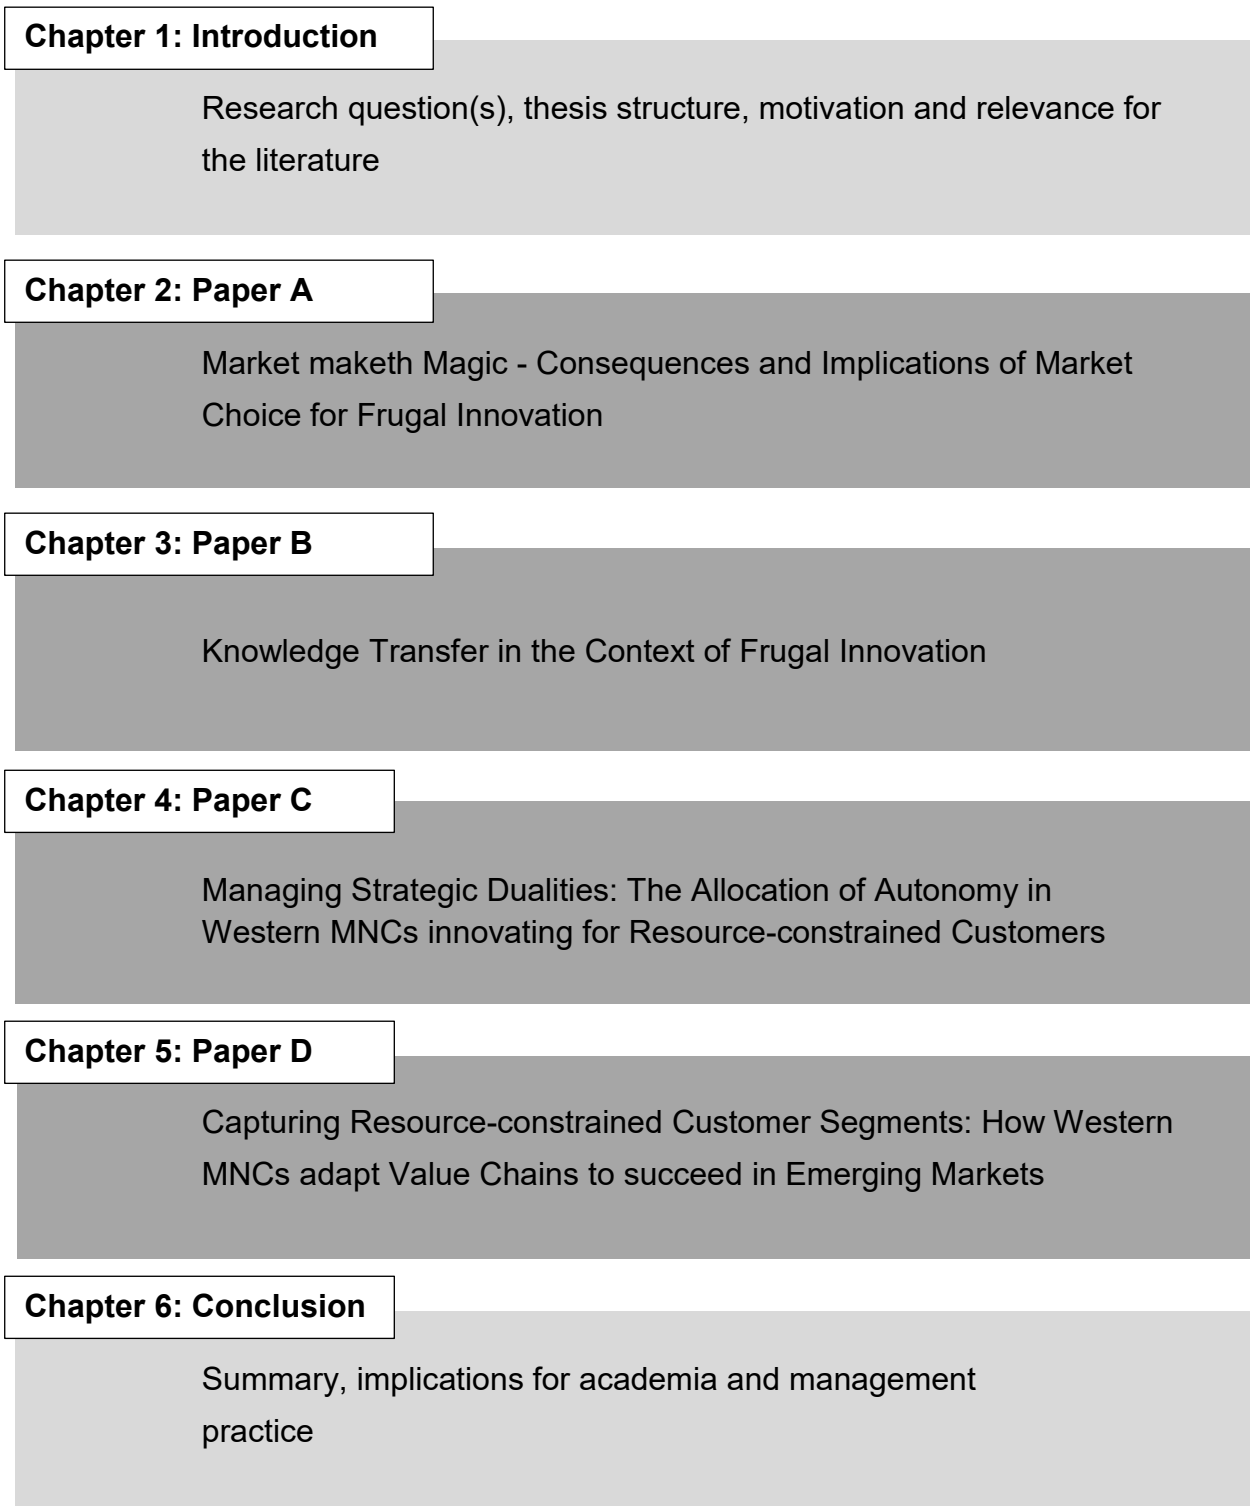 Chapter 1: Introduction
Research question(s), thesis structure, motivation and relevance for
the literature
Chapter 2: Paper A
Market maketh Magic - Consequences and Implications of Market
Choice for Frugal Innovation
Chapter 3: Paper B
Knowledge Transfer in the Context of Frugal Innovation
Chapter 4: Paper C
Managing Strategic Dualities: The Allocation of Autonomy in
Western MNCs innovating for Resource-constrained Customers
Chapter 5: Paper D
Capturing Resource-constrained Customer Segments: How Western
MNCs adapt Value Chains to succeed in Emerging Markets
Chapter 6: Conclusion
Summary, implications for academia and management
practice